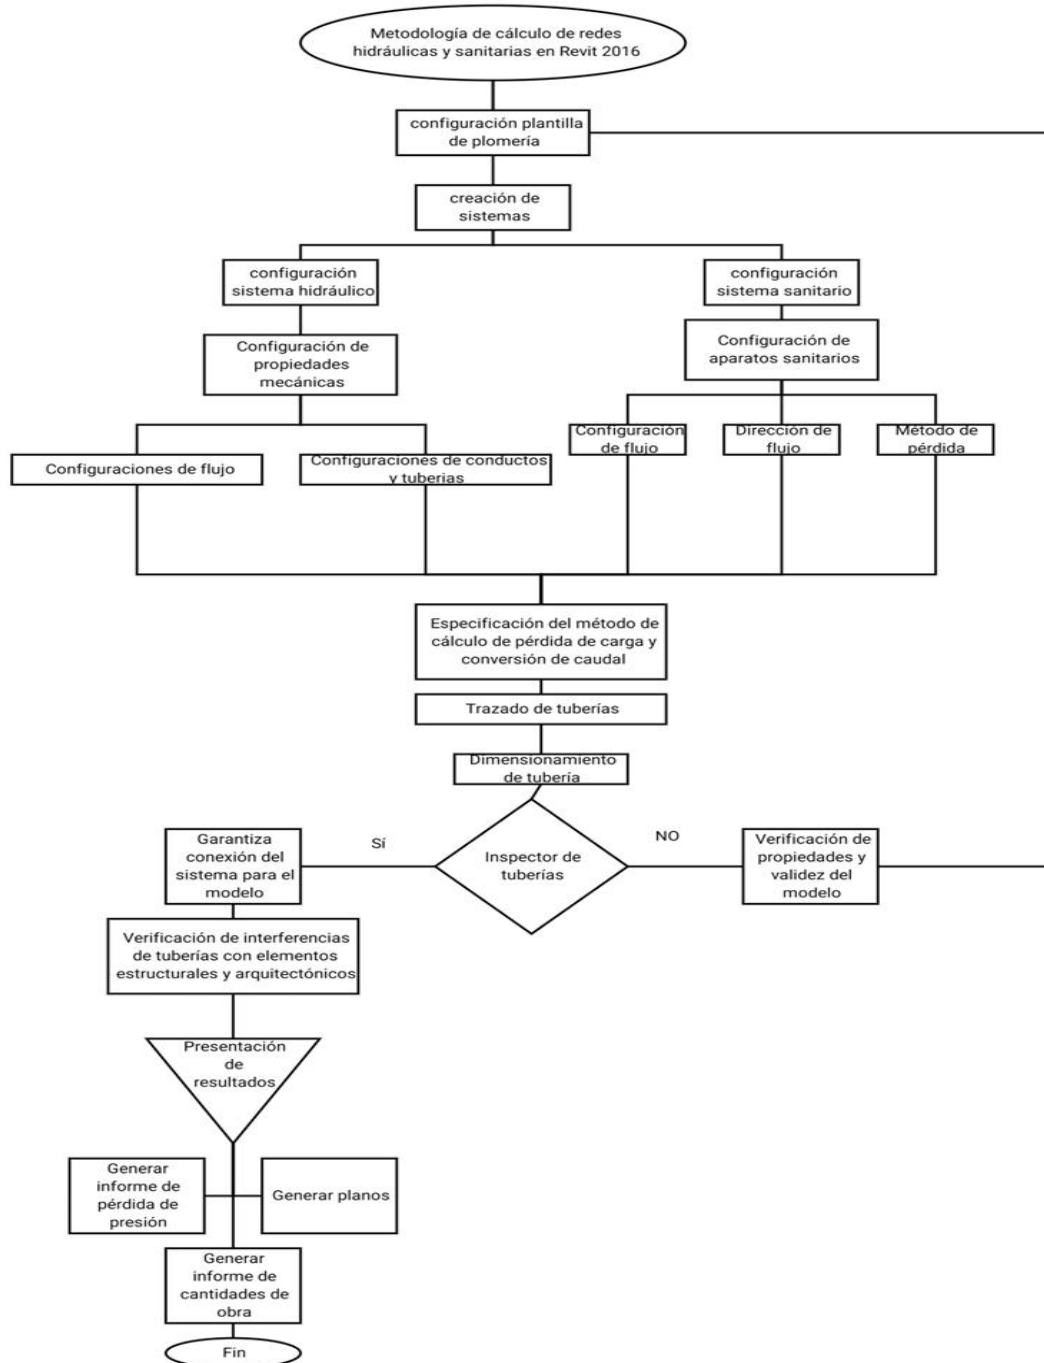 Metodología de cálculo de redes
hidráulicas y sanitarias en Revit 2016
configuración plantilla
de plomería
creación de
sistemas
configuración
sistema hidráulico
configuración
sistema sanitario
Configuración de
propiedades
mecánicas
Configuración de
aparatos sanitarios
Configuraciones de flujo
Configuraciones de conductos
y tuberias
Configuración
de flujo
Dirección de
flujo
Método de
pérdida
Especificación del método de
cálculo de pérdida de carga y
conversión de caudal
Trazado de tuberías
Dimensionamiento
de tubería
Inspector de
tuberías
Sí
NO
Garantiza
conexión del
sistema para el
modelo
Verificación de
propiedades y
validez del
modelo
Verificación de interferencias
de tuberías con elementos
estructurales y arquitectónicos
Presentación
de
resultados
Generar
informe de
pérdida de
presión
Generar planos
Generar
informe de
cantidades de
obra
Fin